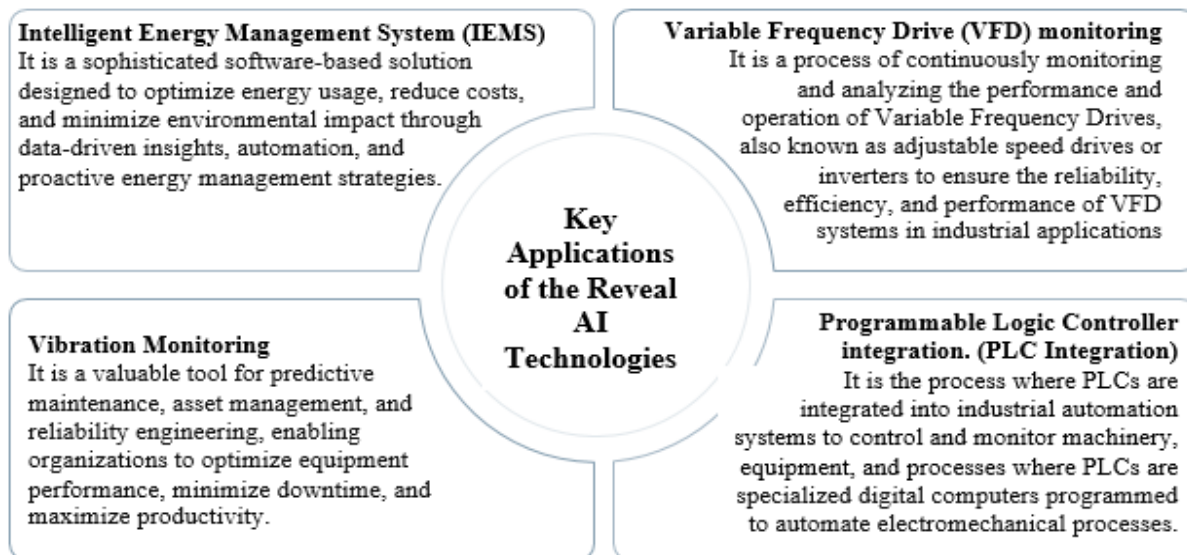 Intelligent Energy Management System (IEMS)
It is a sophisticated software-based solution
designed to optimize energy usage, reduce costs,
and minimize environmental impact through
data-driven insights, automation, and
proactive energy management strategies.
Variable Frequency Drive (VFD) monitoring
It is a process of continuously monitoring
and analyzing the performance and
operation of Variable Frequency Drives,
also known as adjustable speed drives or
inverters to ensure the reliability,
efficiency, and performance of VFD
systems in industrial applications
Key
Applications
of the Reveal
AI
Technologies
Vibration Monitoring
It is a valuable tool for predictive
maintenance, asset management, and
reliability engineering, enabling
organizations to optimize equipment
performance, minimize downtime, and
maximize productivity.
Programmable Logic Controller
integration. (PLC Integration)
It is the process where PLCs are
integrated into industrial automation
systems to control and monitor machinery,
equipment, and processes where PLCs are
specialized digital computers programmed
to automate electromechanical processes.